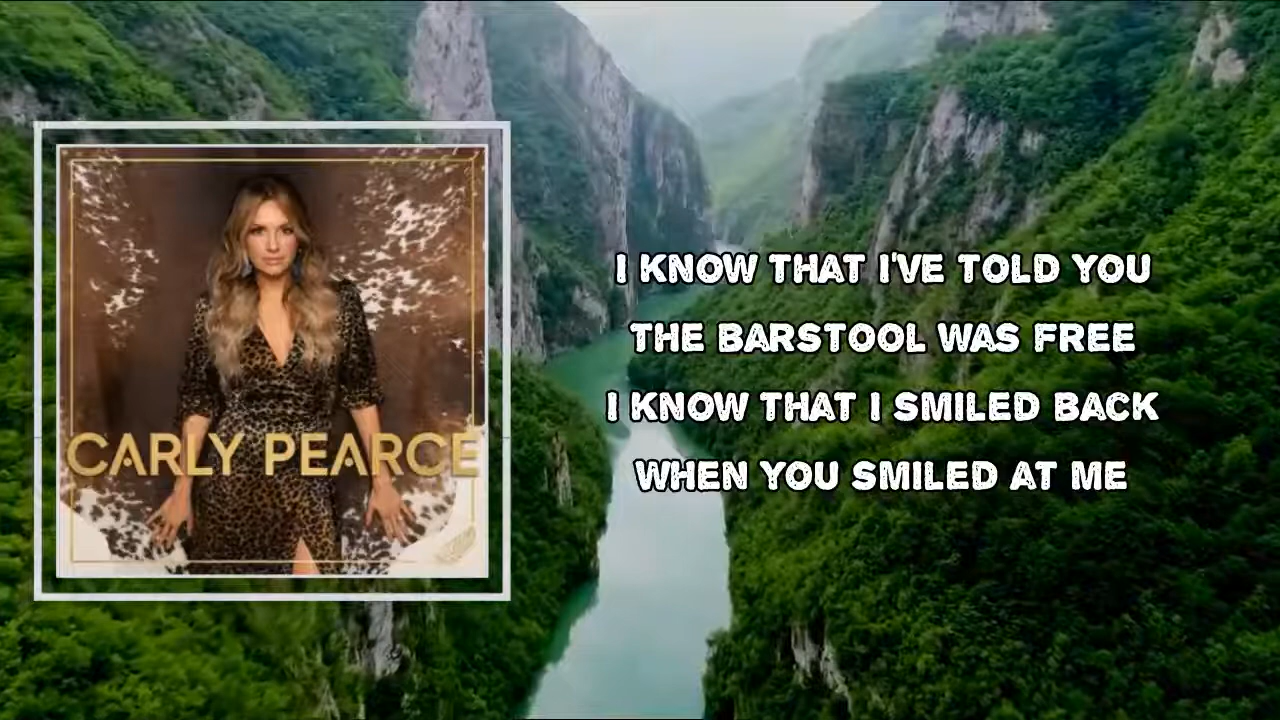 CARLY PEARCE
I KNOW THAT I'VE TOLD YOU
THE BARSTOOL WAS FREE
I KNOW THAT I SMILED BACK
WHEN YOU SMILED AT ME